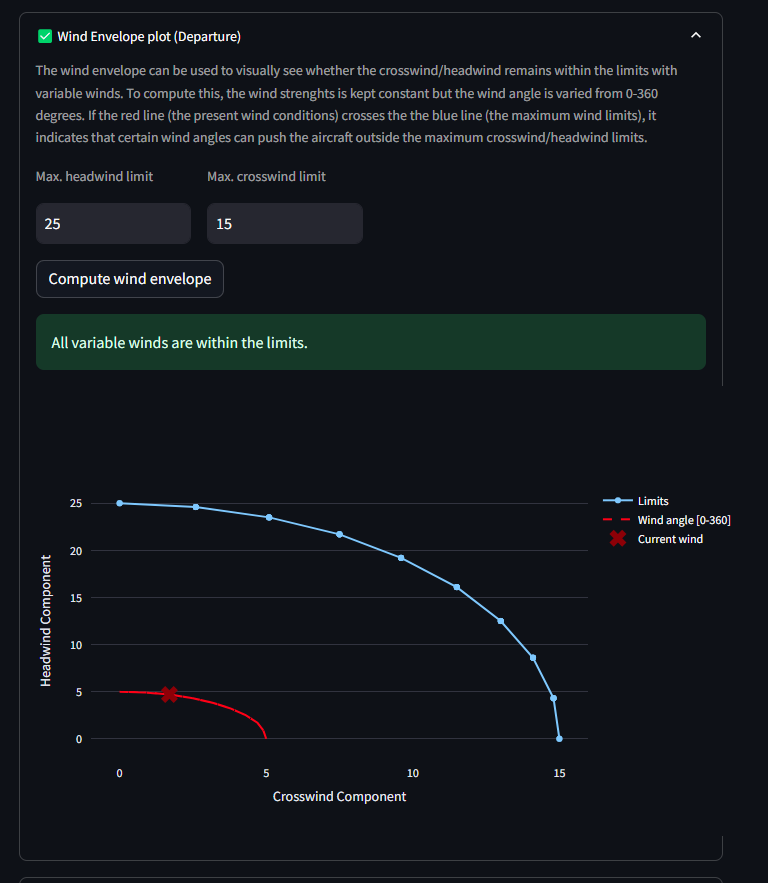 Wind Envelope plot (Departure)
The wind envelope can be used to visually see whether the crosswind/headwind remains within the limits with
variable winds. To compute this, the wind strenghts is kept constant but the wind angle is varied from 0-360
degrees. If the red line (the present wind conditions) crosses the the blue line (the maximum wind limits), it
indicates that certain wind angles can push the aircraft outside the maximum crosswind/headwind limits.
Max. headwind limit
Max. crosswind limit
25
15
Compute wind envelope
All variable winds are within the limits.
Limits
Wind angle [0-360]
Current wind
Headwind Component
25
20
15
10
5
0
0
5
10
15
Crosswind Component